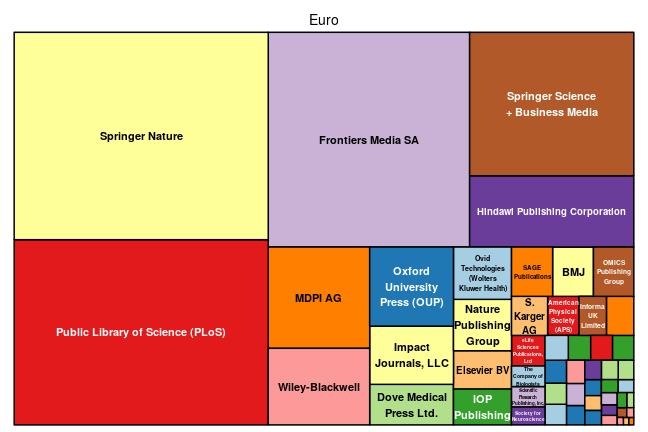 Euro
Springer Nature
Frontiers Media SA
Springer Science
+ Business Media
Hindawi Publishing Corporation
Public Library of Science (PLoS)
MDPI AG
Wiley-Blackwell
Oxford
University
Press (OUP)
Impact
Journals, LLC
Dove Medical
Press Ltd.
Ovid
Technologies
(Wolters
Kluwer Health)
Nature
Publishing
Group
Elsevier BV
IOP
Publishing
SAGE
Publications
BMJ
OMICS
Publishing
Group
S.
Karger
AG
American
Physical
Society
(APS)
Informa
UK
Limited
eLife
Sciences
Publications,
Ltd
The
Company of
Biologists
Scientific
Research
Publishing, Inc.
Society for
Neuroscience